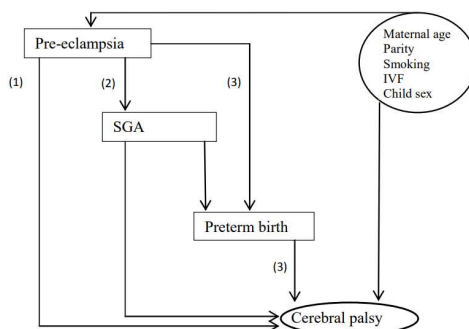 Maternal age
Parity
Smoking
IVF
Child sex
Pre-eclampsia
(1)
(2)
(3)
SGA
Preterm birth
(3)
Cerebral palsy